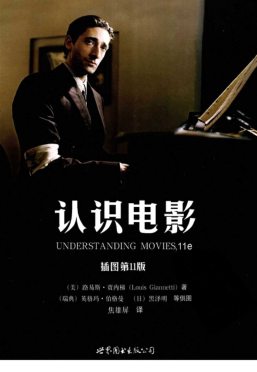 认识电影
UNDERSTANDING MOVIES,11e
插图第11版
（美）路易斯·贾内梯（Louis Giannetti）著
（瑞典）英格玛·伯格曼 （日）黑泽明 等供图
焦雄屏 译
世界图书出版公司